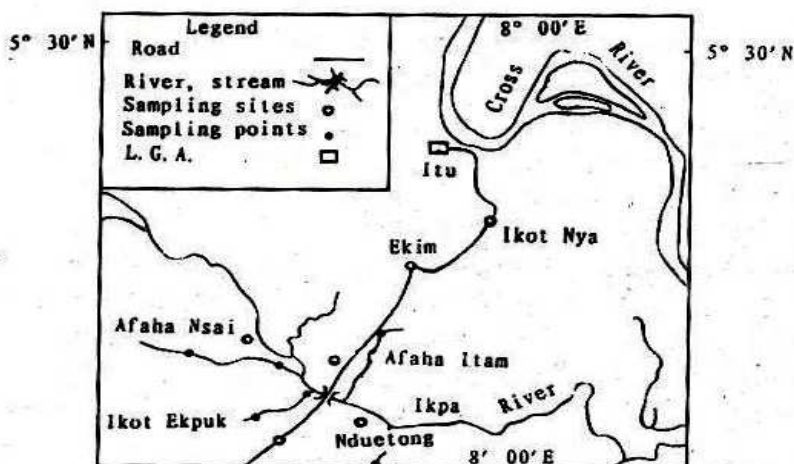 5° 30'N
Legend
Road
River, stream
Sampling sites
Sampling points
L. G. A.
8° 00'E
5° 30'N
Cross
River
Itu
Ikot Nya
Ekim
Afaha Nsai
Afaha Itam
Ikpa
River
Ikot Ekpuk
Nduetong
8' 00'E